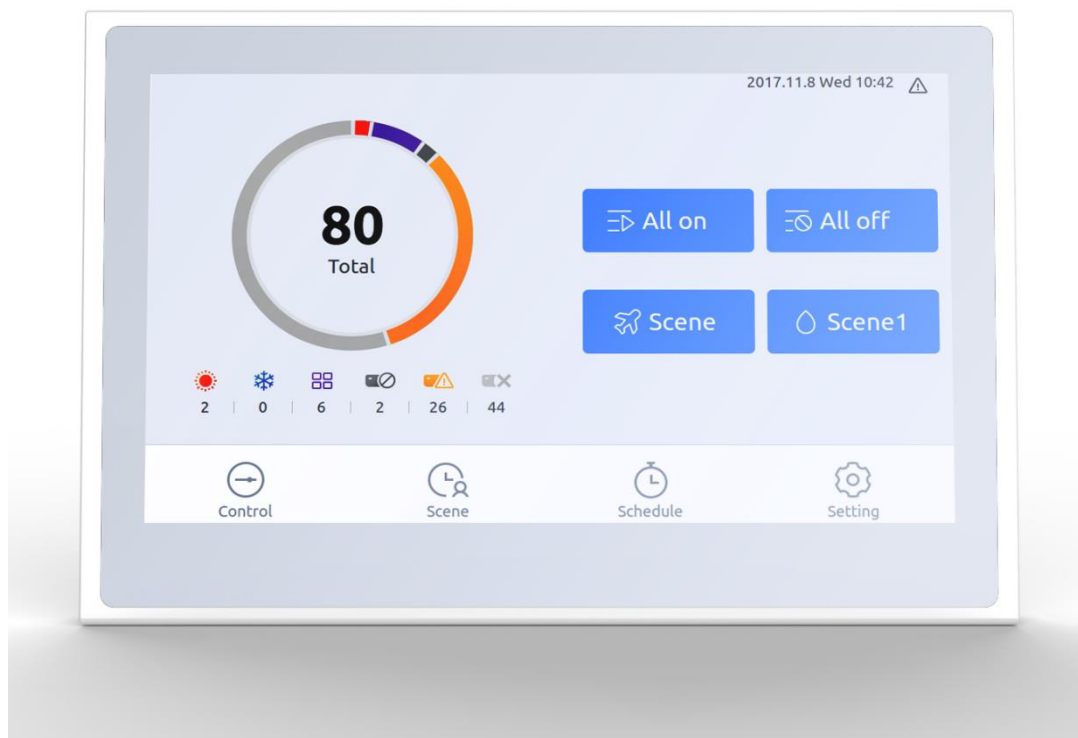 2017.11.8 Wed 10:42
80
Total
All on
All off
Scene
Scene1
2 0 6 2 26 44
Control
Scene
Schedule
Setting